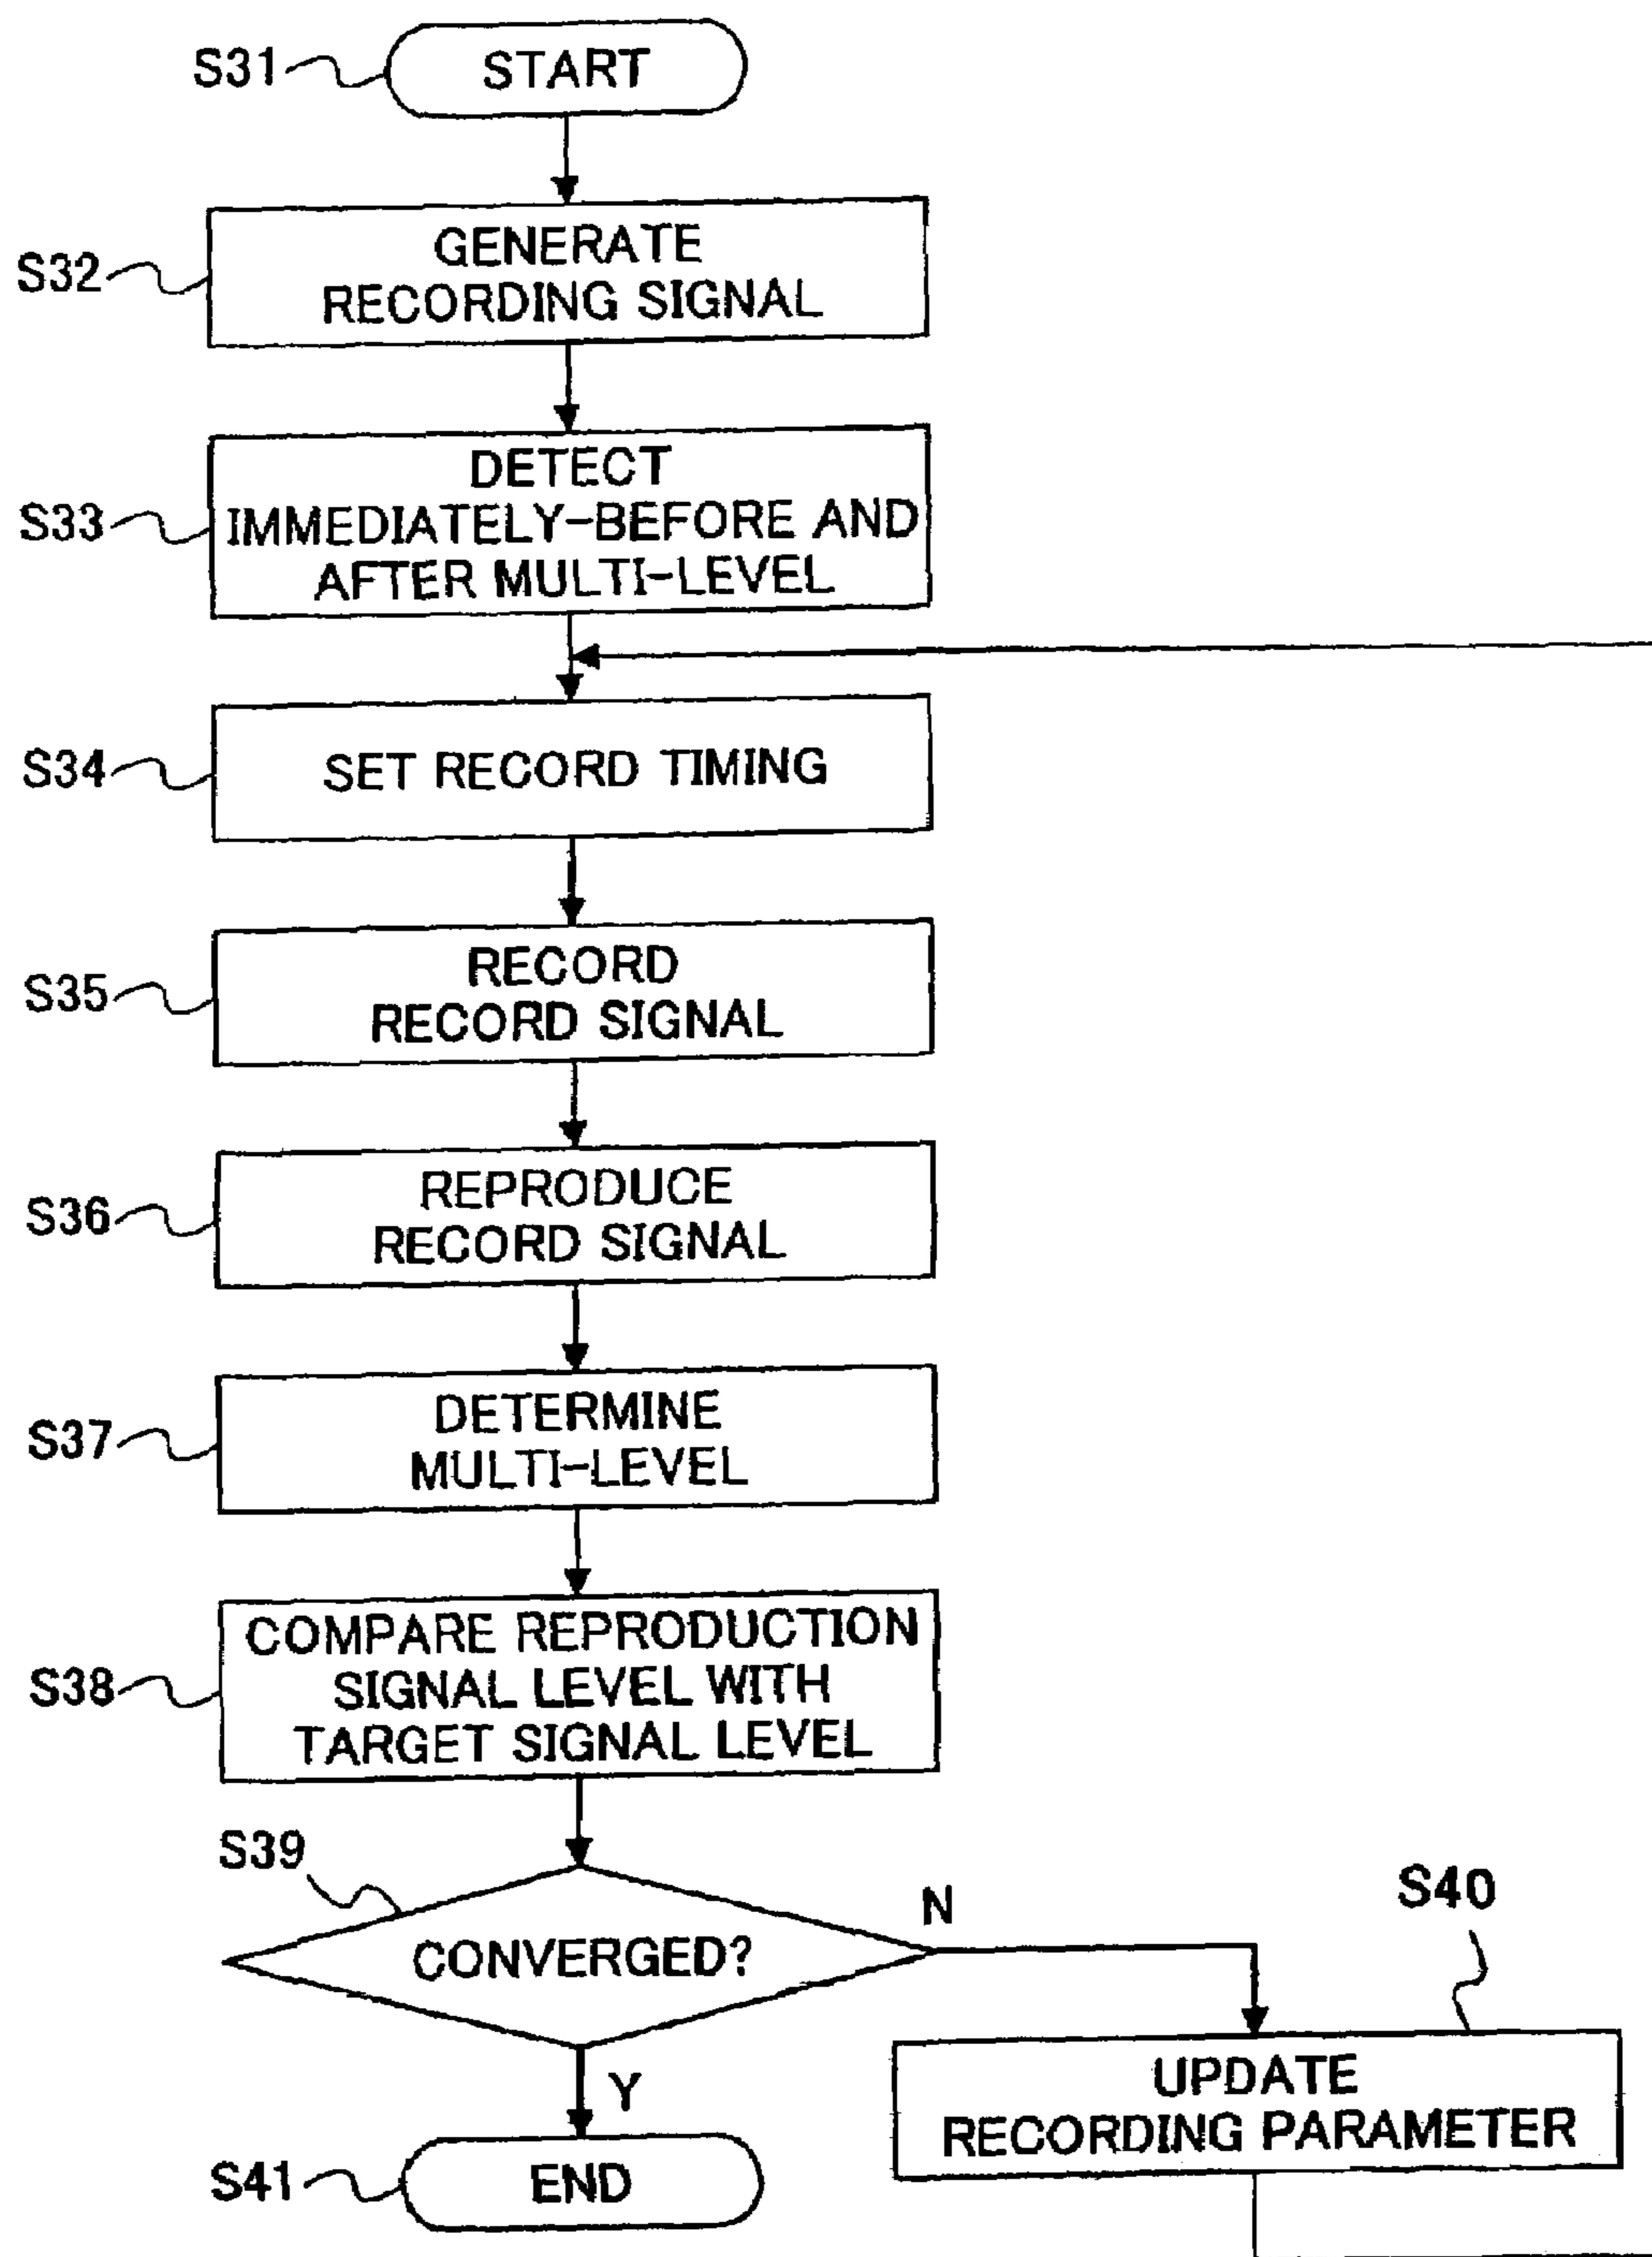 S31
START
S32
GENERATE
RECORDING SIGNAL
S33
DETECT
IMMEDIATELY-BEFORE AND
AFTER MULTI-LEVEL
S34
SET RECORD TIMING
S35
RECORD
RECORD SIGNAL
S36
REPRODUCE
RECORD SIGNAL
S37
DETERMINE
MULTI-LEVEL
S38
COMPARE REPRODUCTION
SIGNAL LEVEL WITH
TARGET SIGNAL LEVEL
S39
CONVERGED?
N
S40
UPDATE
RECORDING PARAMETER
Y
S41
END